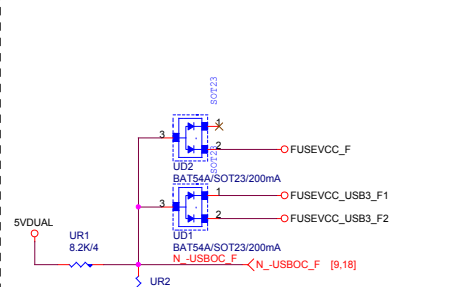 SOT23
1
3
2
FUSEVCC_F
SOT23
UD2
BAT54A/SOT23/200mA
1
FUSEVCC_USB3_F1
3
2
FUSEVCC_USB3_F2
5VDUAL
UR1
8.2K/4
UD1
BAT54A/SOT23/200mA
N_-USBOC_F
N_-USBOC_F [9,18]
UR2